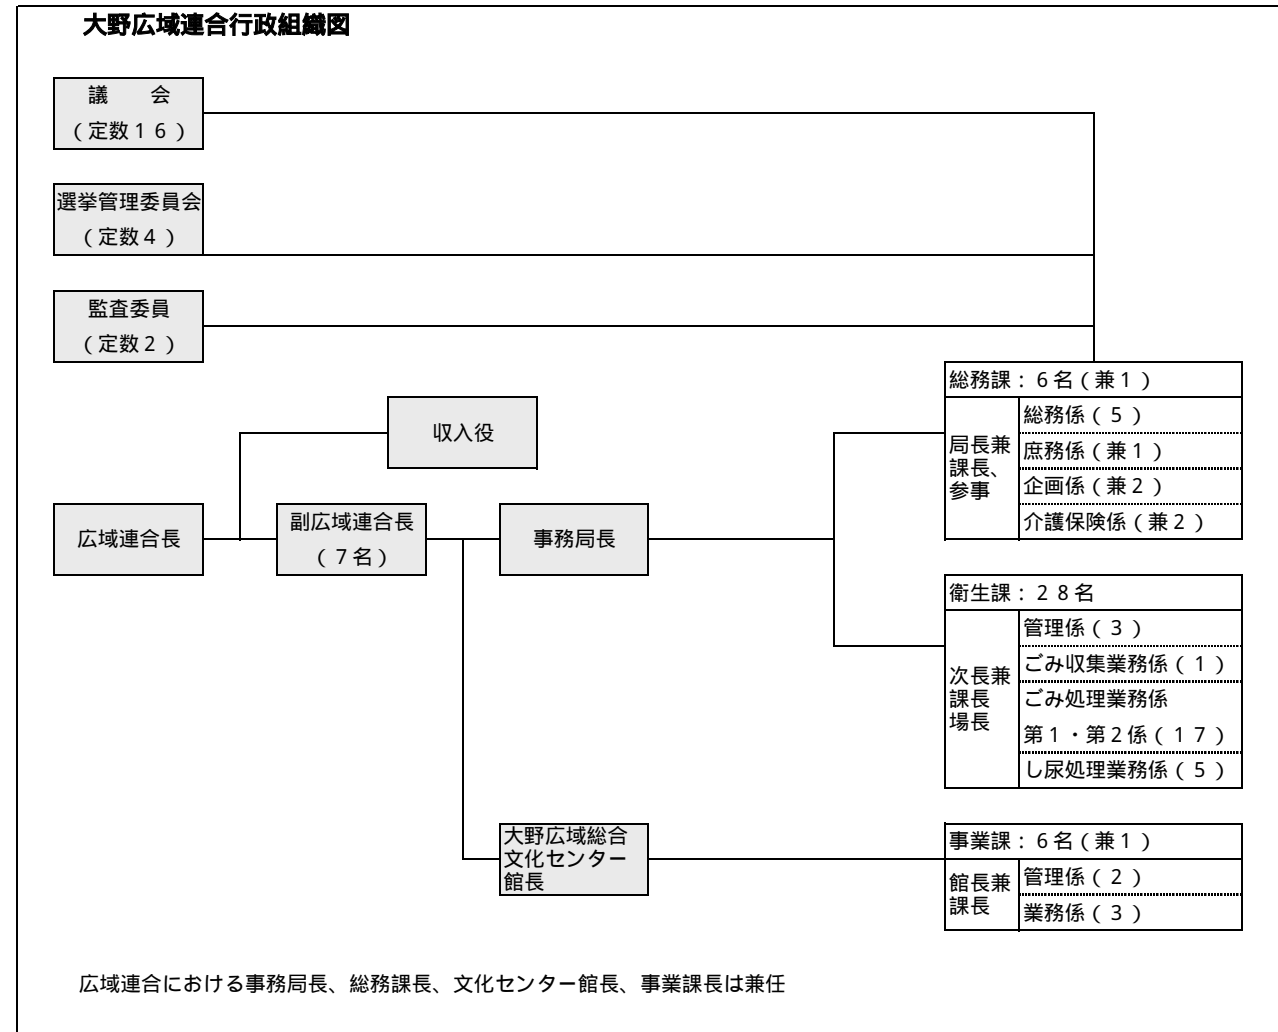 大野広域連合行政組織図
議　　会
（定数１６）
選挙管理委員会
（定数４）
監査委員
（定数２）
収入役
広域連合長
副広域連合長
（７名）
事務局長
総務課：６名（兼１）
局長兼
課長、
参事
総務係（５）
庶務係（兼１）
企画係（兼２）
介護保険係（兼２）
衛生課：２８名
次長兼
課長
場長
管理係（３）
ごみ収集業務係（１）
ごみ処理業務係
第１・第２係（１７）
し尿処理業務係（５）
大野広域総合
文化センター
館長
事業課：６名（兼１）
館長兼
課長
管理係（２）
業務係（３）
広域連合における事務局長、総務課長、文化センター館長、事業課長は兼任